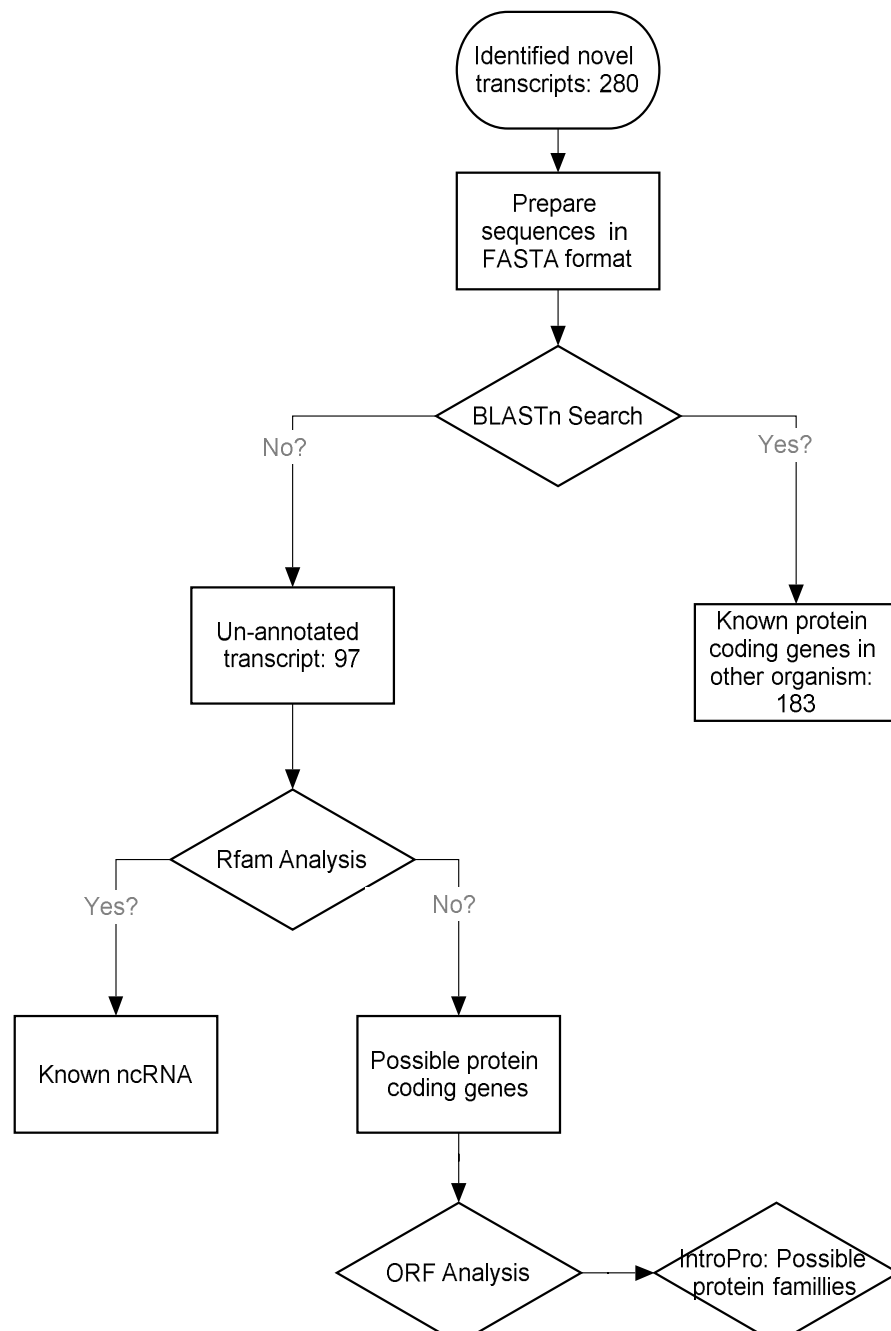 Identified novel
transcripts: 280
Prepare
sequences in
FASTA format
BLASTn Search
No?
Yes?
Un-annotated
transcript: 97
Known protein
coding genes in
other organism:
183
Rfam Analysis
Yes?
No?
Known ncRNA
Possible protein
coding genes
ORF Analysis
IntroPro: Possible
protein famillies